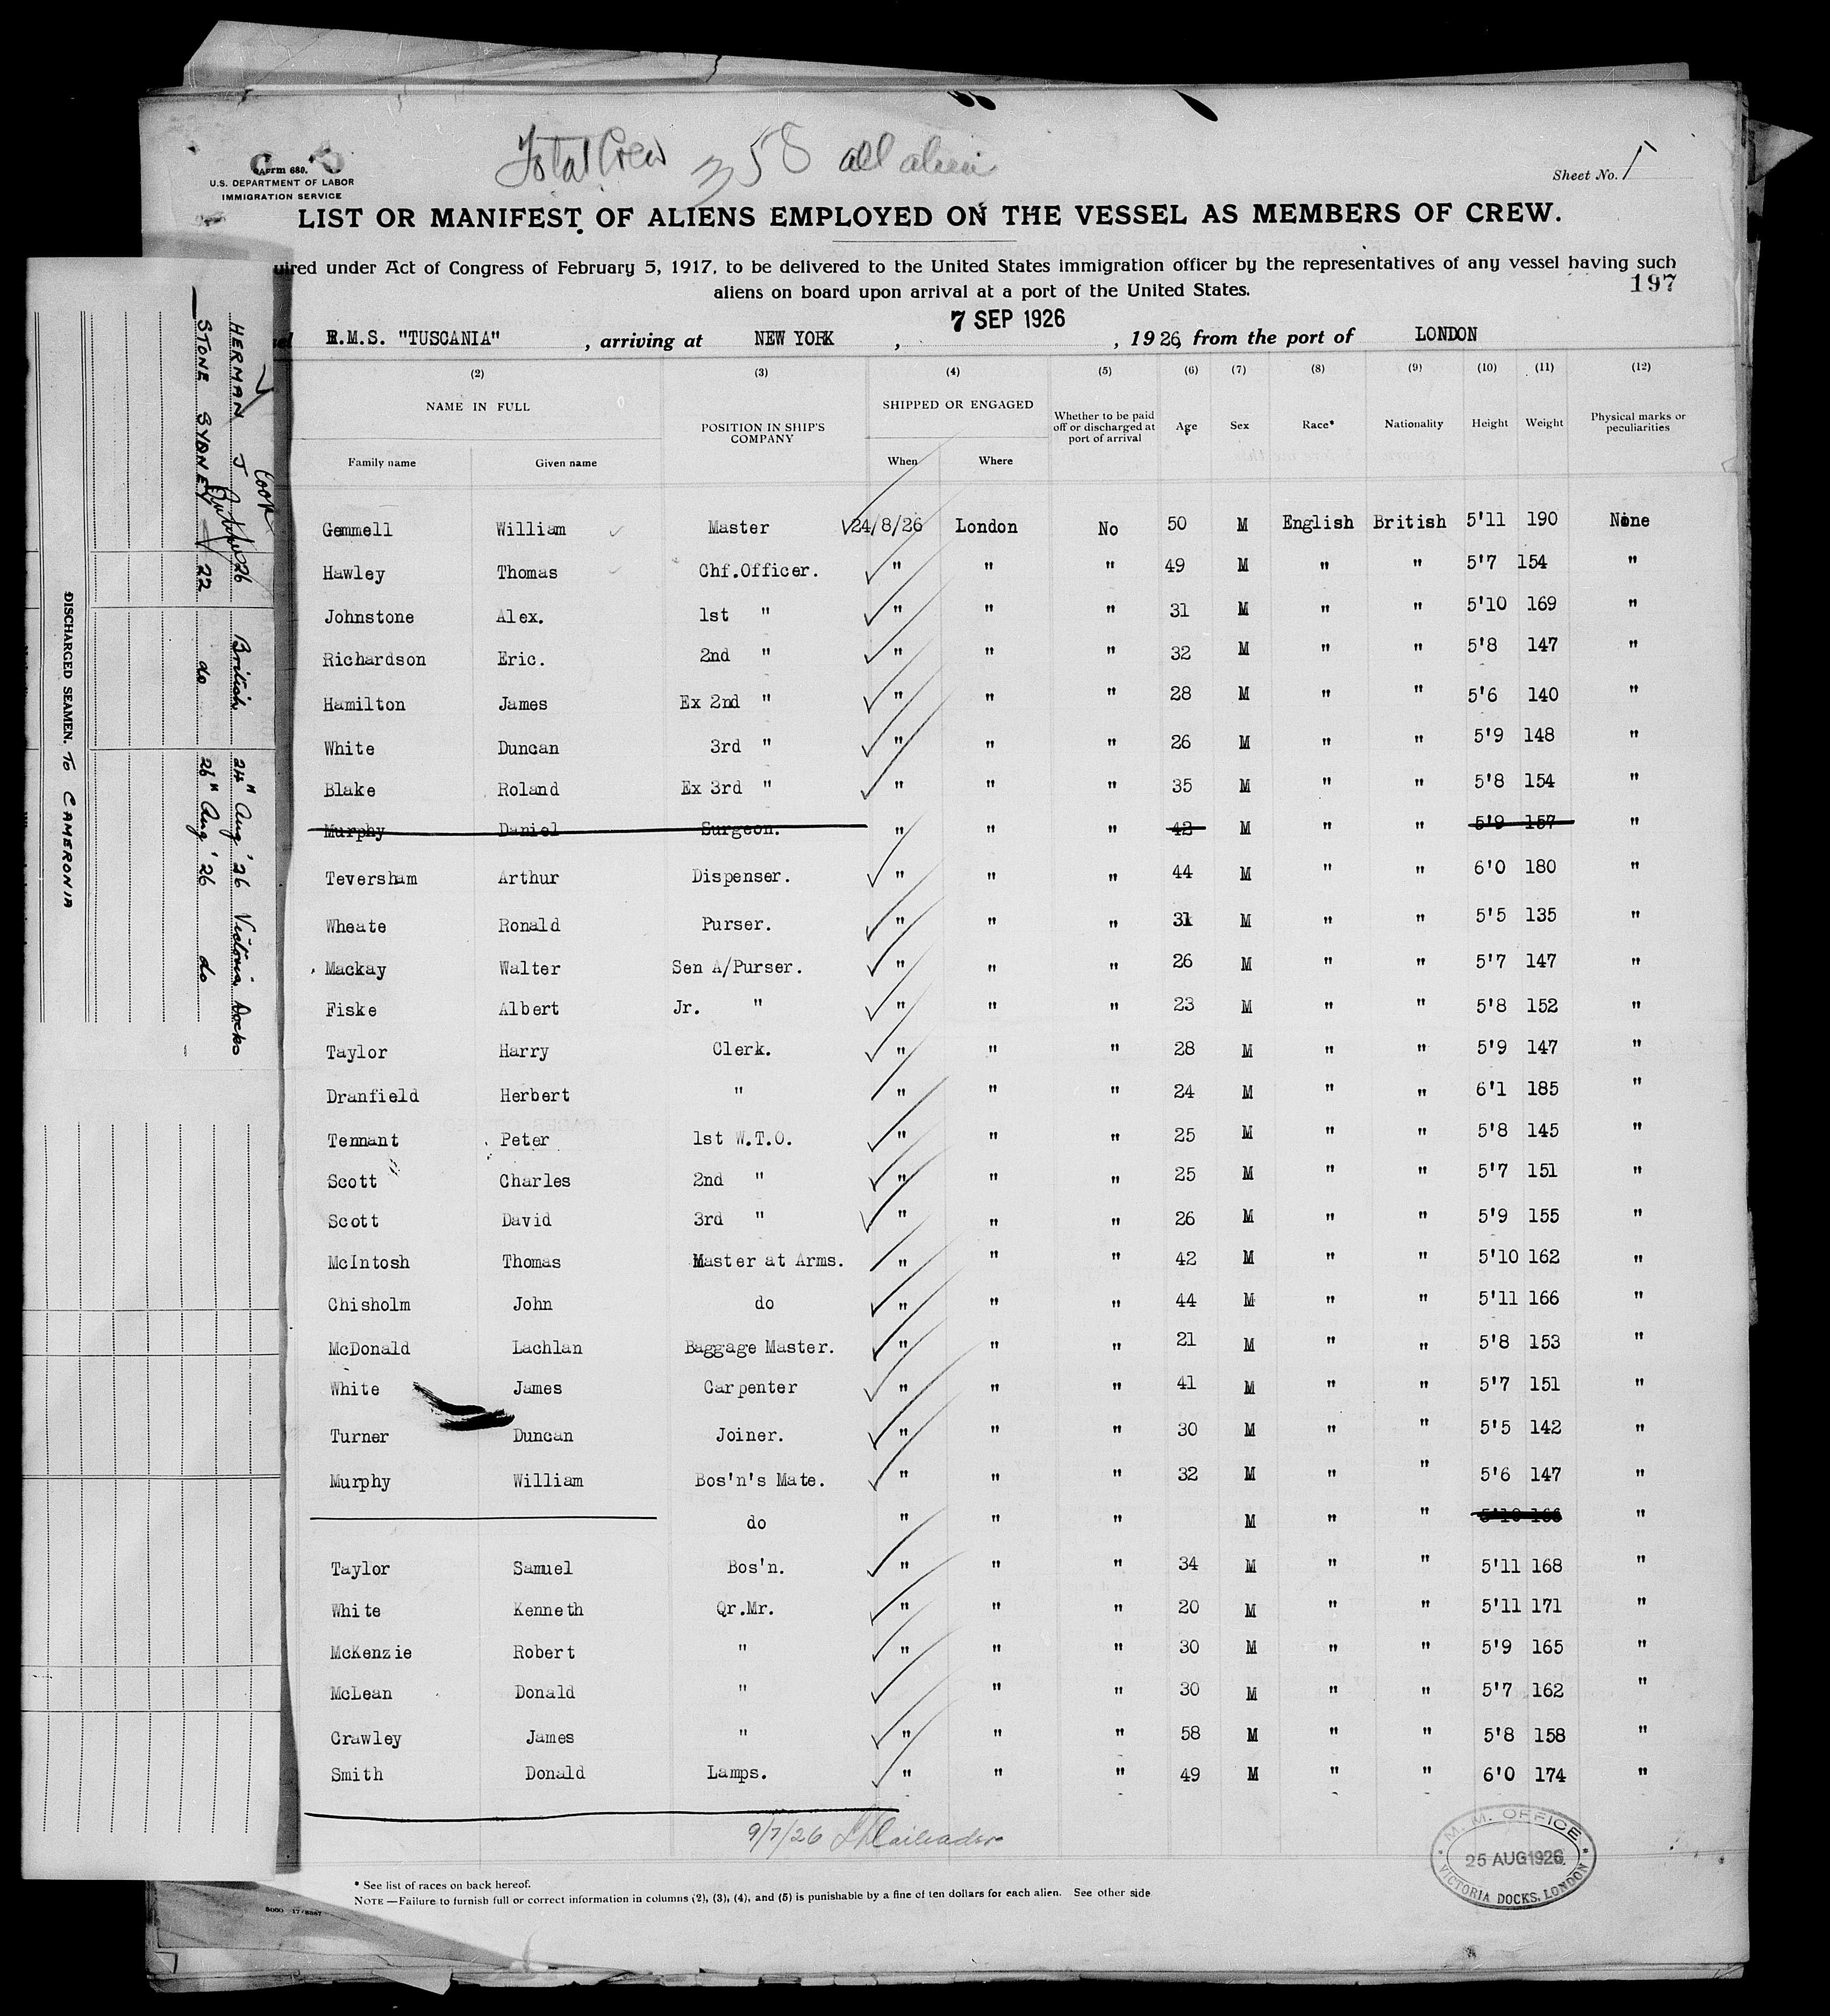 Total Crew 358 all alien
Form 680.
U.S. DEPARTMENT OF LABOR
IMMIGRATION SERVICE
Sheet No. 1
LIST OR MANIFEST OF ALIENS EMPLOYED ON THE VESSEL AS MEMBERS OF CREW.
uired under Act of Congress of February 5, 1917, to be delivered to the United States immigration officer by the representatives of any vessel having such
aliens on board upon arrival at a port of the United States.
197
sel R.M.S. "TUSCANIA", arriving at NEW YORK, 7 SEP 1926, 1926, from the port of LONDON
(2) (3) (4) (5) (6) (7) (8) (9) (10) (11) (12)
NAME IN FULL POSITION IN SHIP'S COMPANY SHIPPED OR ENGAGED Whether to be paid off or discharged at port of arrival Age Sex Race* Nationality Height Weight Physical marks or peculiarities
Family name Given name When Where
Gemmell William Master 24/8/26 London No 50 M English British 5'11 190 None
Hawley Thomas Chf.Officer. " " " 49 M " " 5'7 154 "
Johnstone Alex. 1st " " " " 31 M " " 5'10 169 "
Richardson Eric. 2nd " " " " 32 M " " 5'8 147 "
Hamilton James Ex 2nd " " " " 28 M " " 5'6 140 "
White Duncan 3rd " " " " 26 M " " 5'9 148 "
Blake Roland Ex 3rd " " " " 35 M " " 5'8 154 "
Murphy Daniel Surgeon. " " " 42 M " " 5'9 157 "
Teversham Arthur Dispenser. " " " 44 M " " 6'0 180 "
Wheate Ronald Purser. " " " 31 M " " 5'5 135 "
Mackay Walter Sen A/Purser. " " " 26 M " " 5'7 147 "
Fiske Albert Jr. " " " " 23 M " " 5'8 152 "
Taylor Harry Clerk. " " " 28 M " " 5'9 147 "
Dranfield Herbert " " " " 24 M " " 6'1 185 "
Tennant Peter 1st W.T.O. " " " 25 M " " 5'8 145 "
Scott Charles 2nd " " " " 25 M " " 5'7 151 "
Scott David 3rd " " " " 26 M " " 5'9 155 "
McIntosh Thomas Master at Arms. " " " 42 M " " 5'10 162 "
Chisholm John do " " " 44 M " " 5'11 166 "
McDonald Lachlan Baggage Master. " " " 21 M " " 5'8 153 "
White James Carpenter " " " 41 M " " 5'7 151 "
Turner Duncan Joiner. " " " 30 M " " 5'5 142 "
Murphy William Bos'n's Mate. " " " 32 M " " 5'6 147 "
do " " " M " " 5'10 166 "
Taylor Samuel Bos'n. " " " 34 M " " 5'11 168 "
White Kenneth Qr.Mr. " " " 20 M " " 5'11 171 "
McKenzie Robert " " " " 30 M " " 5'9 165 "
McLean Donald " " " 30 M " " 5'7 162 "
Crawley James " " " " 58 M " " 5'8 158 "
Smith Donald Lamps. " " " 49 M " " 6'0 174 "
9/7/26
M. M. OFFICE
25 AUG 1926
VICTORIA DOCKS, LONDON
* See list of races on back hereof.
NOTE.—Failure to furnish full or correct information in columns (2), (3), (4), and (5) is punishable by a fine of ten dollars for each alien. See other side
HERMAN J Cook 26 British 24" Aug '26 Victoria Docks
STONE SYDNEY 22 do 26" Aug '26 do
DISCHARGED SEAMEN. TO CAMERONIA